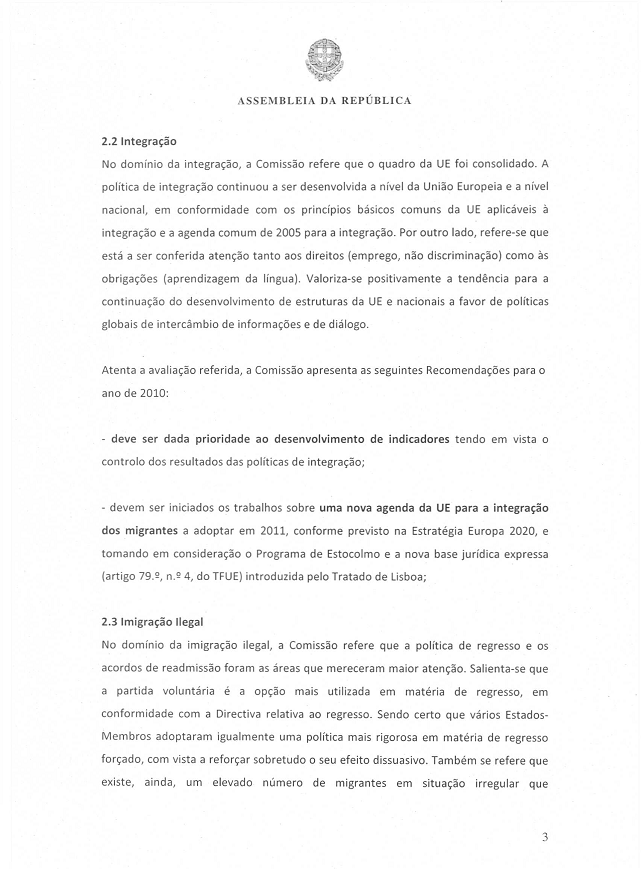 ASSEMBLEIA DA REPÚBLICA
2.2 Integração
No domínio da integração, a Comissão refere que o quadro da UE foi consolidado. A
política de integração continuou a ser desenvolvida a nível da União Europeia e a nível
nacional, em conformidade com os princípios básicos comuns da UE aplicáveis à
integração e a agenda comum de 2005 para a integração. Por outro lado, refere-se que
está a ser conferida atenção tanto aos direitos (emprego, não discriminação) como às
obrigações (aprendizagem da língua). Valoriza-se positivamente a tendência para a
continuação do desenvolvimento de estruturas da UE e nacionais a favor de políticas
globais de intercâmbio de informações e de diálogo.
Atenta a avaliação referida, a Comissão apresenta as seguintes Recomendações para o
ano de 2010:
- deve ser dada prioridade ao desenvolvimento de indicadores tendo em vista o
controlo dos resultados das políticas de integração;
- devem ser iniciados os trabalhos sobre uma nova agenda da UE para a integração
dos migrantes a adoptar em 2011, conforme previsto na Estratégia Europa 2020, e
tomando em consideração o Programa de Estocolmo e a nova base jurídica expressa
(artigo 79.º, n.º 4, do TFUE) introduzida pelo Tratado de Lisboa;
2.3 Imigração Ilegal
No domínio da imigração ilegal, a Comissão refere que a política de regresso e os
acordos de readmissão foram as áreas que mereceram maior atenção. Salienta-se que
a partida voluntária é a opção mais utilizada em matéria de regresso, em
conformidade com a Directiva relativa ao regresso. Sendo certo que vários Estados-
Membros adoptaram igualmente uma política mais rigorosa em matéria de regresso
forçado, com vista a reforçar sobretudo o seu efeito dissuasivo. Também se refere que
existe, ainda, um elevado número de migrantes em situação irregular que
3